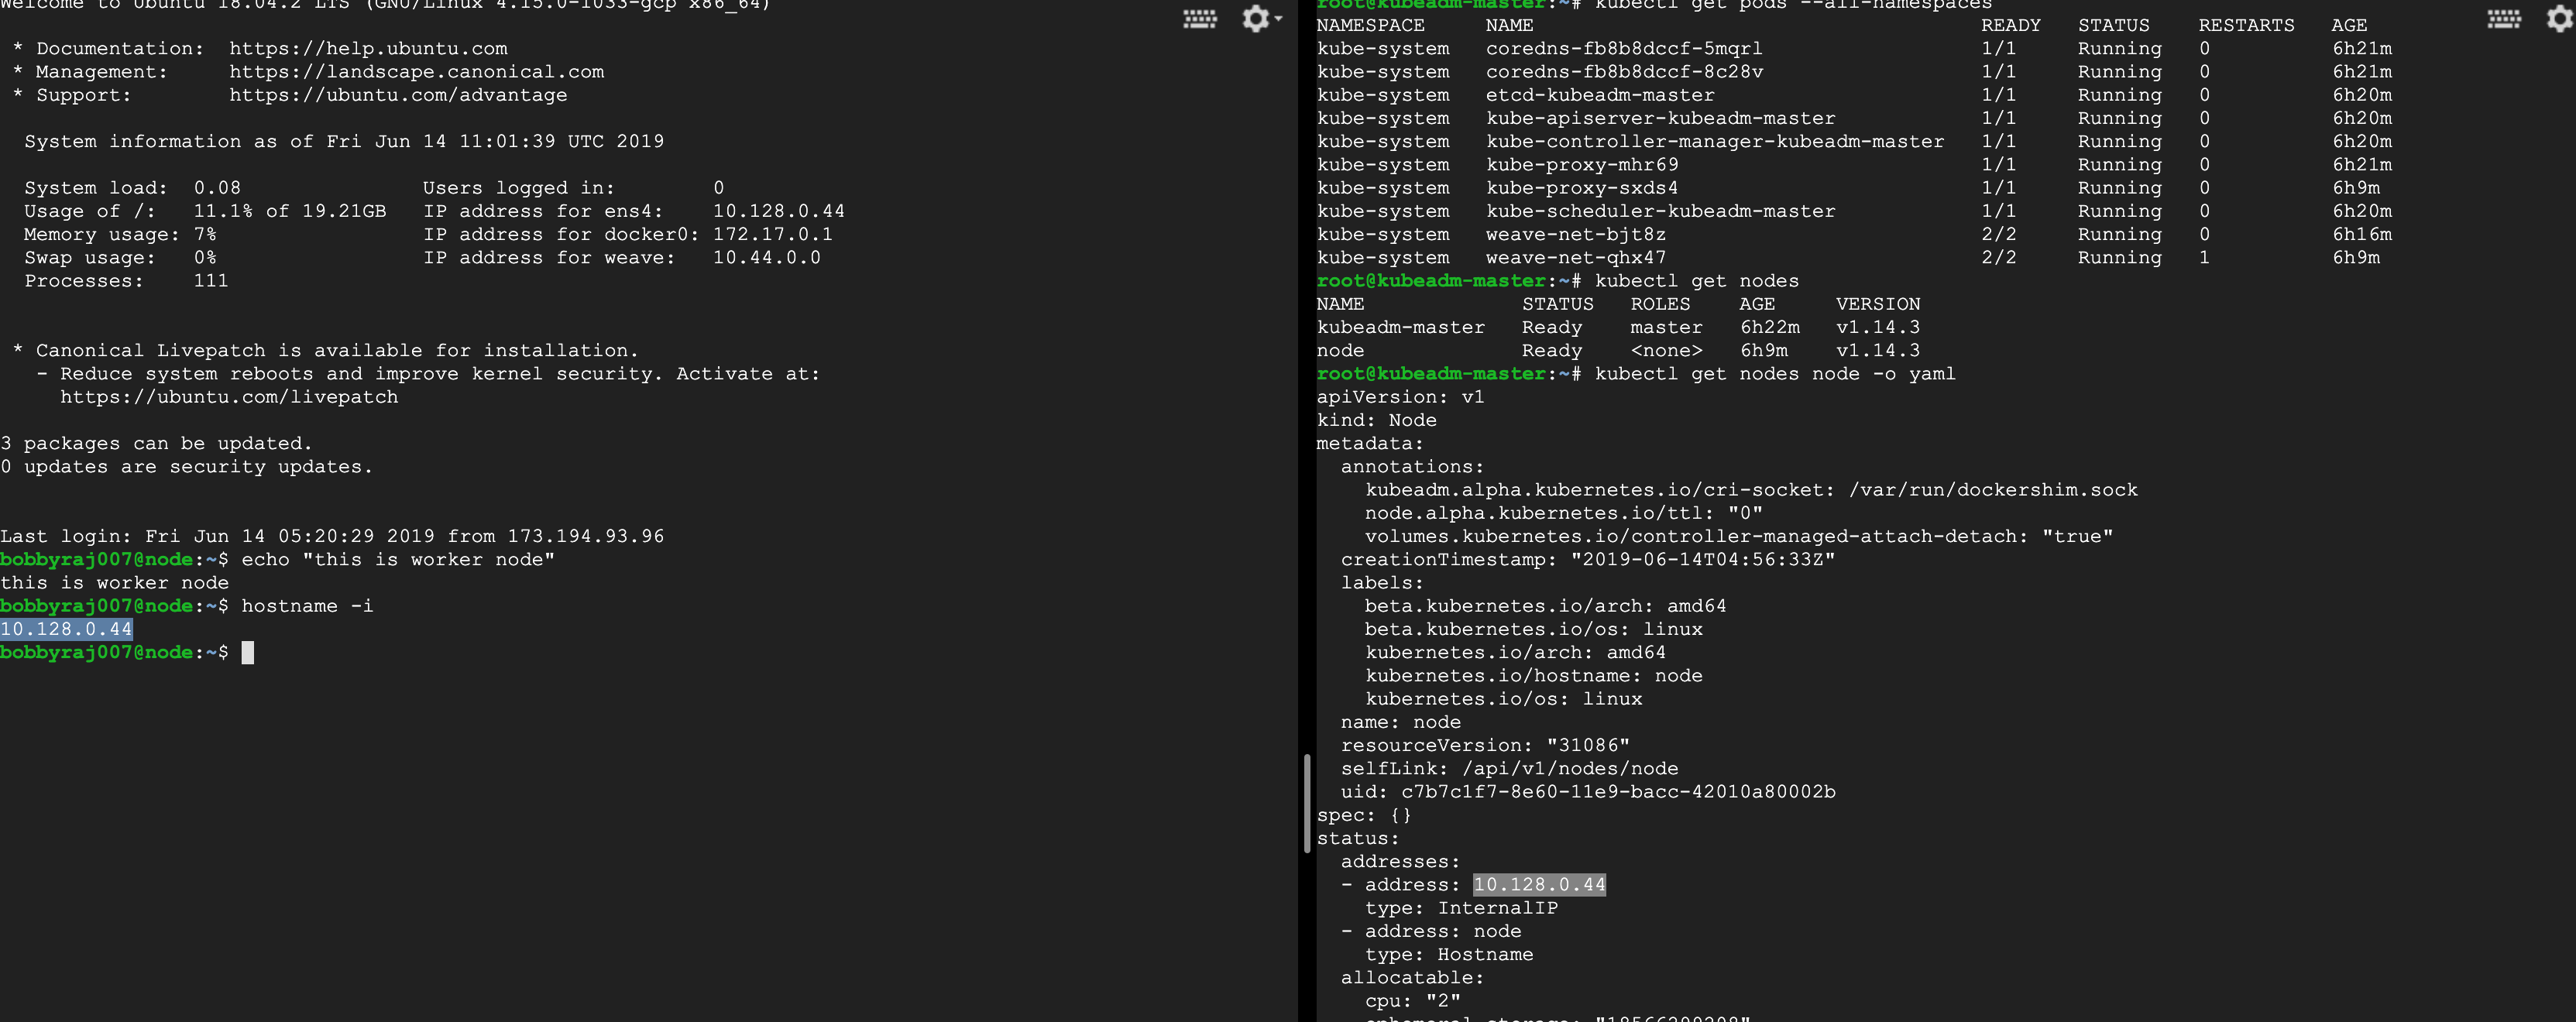 Welcome to Ubuntu 18.04.2 LTS (GNU/Linux 4.15.0-1033-gcp x86_64)
* Documentation: https://help.ubuntu.com
* Management: https://landscape.canonical.com
* Support: https://ubuntu.com/advantage
System information as of Fri Jun 14 11:01:39 UTC 2019
System load: 0.08 Users logged in: 0
Usage of /: 11.1% of 19.21GB IP address for ens4: 10.128.0.44
Memory usage: 7% IP address for docker0: 172.17.0.1
Swap usage: 0% IP address for weave: 10.44.0.0
Processes: 111
* Canonical Livepatch is available for installation.
- Reduce system reboots and improve kernel security. Activate at:
https://ubuntu.com/livepatch
3 packages can be updated.
0 updates are security updates.
Last login: Fri Jun 14 05:20:29 2019 from 173.194.93.96
bobbyraj007@node:~$ echo "this is worker node"
this is worker node
bobbyraj007@node:~$ hostname -i
10.128.0.44
bobbyraj007@node:~$
root@kubeadm-master:~# kubectl get pods --all-namespaces
NAMESPACE NAME READY STATUS RESTARTS AGE
kube-system coredns-fb8b8dccf-5mqrl 1/1 Running 0 6h21m
kube-system coredns-fb8b8dccf-8c28v 1/1 Running 0 6h21m
kube-system etcd-kubeadm-master 1/1 Running 0 6h20m
kube-system kube-apiserver-kubeadm-master 1/1 Running 0 6h20m
kube-system kube-controller-manager-kubeadm-master 1/1 Running 0 6h20m
kube-system kube-proxy-mhr69 1/1 Running 0 6h21m
kube-system kube-proxy-sxds4 1/1 Running 0 6h9m
kube-system kube-scheduler-kubeadm-master 1/1 Running 0 6h20m
kube-system weave-net-bjt8z 2/2 Running 0 6h16m
kube-system weave-net-qhx47 2/2 Running 1 6h9m
root@kubeadm-master:~# kubectl get nodes
NAME STATUS ROLES AGE VERSION
kubeadm-master Ready master 6h22m v1.14.3
node Ready <none> 6h9m v1.14.3
root@kubeadm-master:~# kubectl get nodes node -o yaml
apiVersion: v1
kind: Node
metadata:
annotations:
kubeadm.alpha.kubernetes.io/cri-socket: /var/run/dockershim.sock
node.alpha.kubernetes.io/ttl: "0"
volumes.kubernetes.io/controller-managed-attach-detach: "true"
creationTimestamp: "2019-06-14T04:56:33Z"
labels:
beta.kubernetes.io/arch: amd64
beta.kubernetes.io/os: linux
kubernetes.io/arch: amd64
kubernetes.io/hostname: node
kubernetes.io/os: linux
name: node
resourceVersion: "31086"
selfLink: /api/v1/nodes/node
uid: c7b7c1f7-8e60-11e9-bacc-42010a80002b
spec: {}
status:
addresses:
- address: 10.128.0.44
type: InternalIP
- address: node
type: Hostname
allocatable:
cpu: "2"